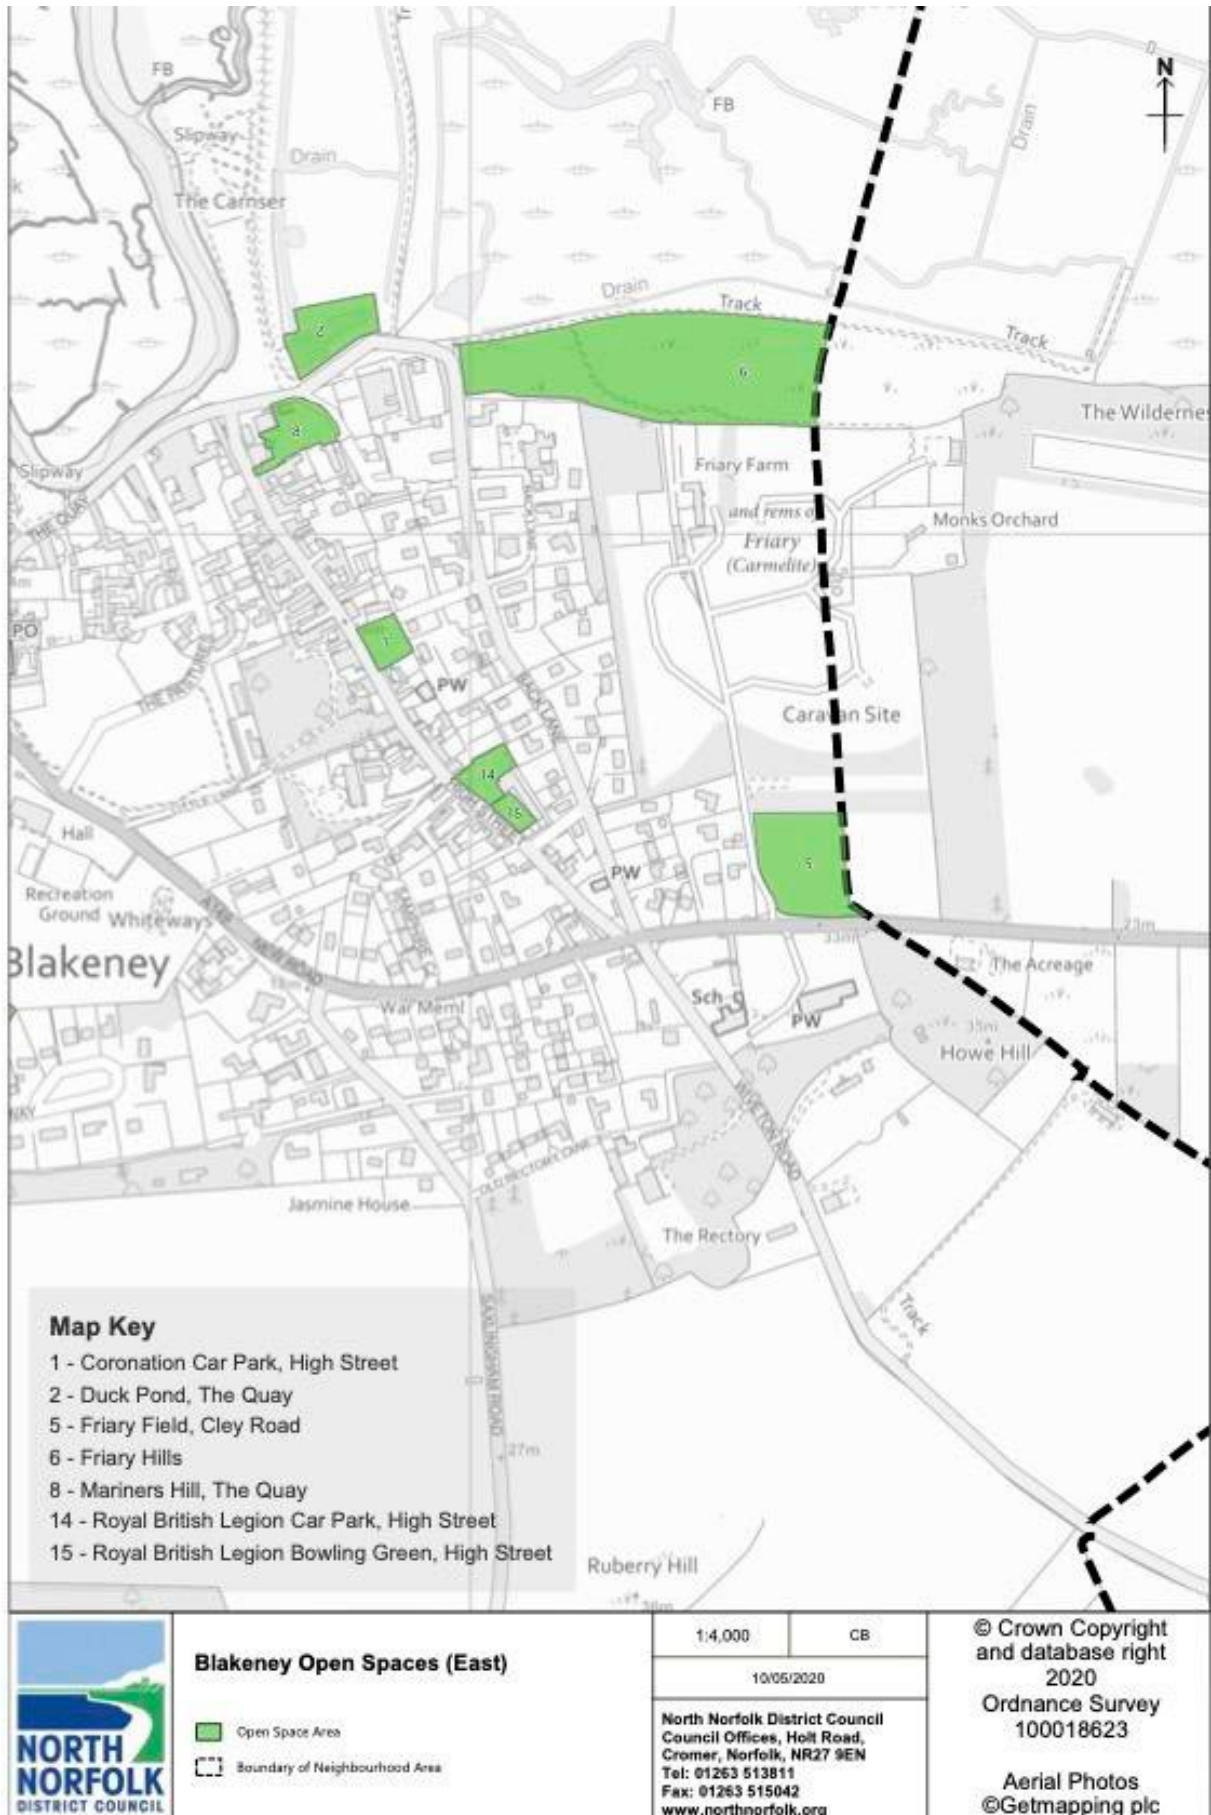 FB
Slipway
The Carnser
Drain
FB
N
Drain
Drain
Track
Track
2
6
8
The Wildernes
Slipway
THE QUAY
Friary Farm
and rems o
Friary
(Carmelite)
Monks Orchard
PO
1
PW
BACK LANE
Caravan Site
14
15
Hall
PW
5
Recreation
Ground
Whiteways
A149
NEW ROAD
33m
23m
Blakeney
War Meml
The Acreage
Sch
PW
35m
Howe Hill
WIVETON ROAD
OLD RECTORY LANE
Jasmine House
The Rectory
Track
SAXLINGHAM ROAD
27m
Ruberry Hill
Map Key
1 - Coronation Car Park, High Street
2 - Duck Pond, The Quay
5 - Friary Field, Cley Road
6 - Friary Hills
8 - Mariners Hill, The Quay
14 - Royal British Legion Car Park, High Street
15 - Royal British Legion Bowling Green, High Street
NORTH
NORFOLK
DISTRICT COUNCIL
Blakeney Open Spaces (East)
Open Space Area
Boundary of Neighbourhood Area
1:4,000
CB
10/05/2020
North Norfolk District Council
Council Offices, Holt Road,
Cromer, Norfolk, NR27 9EN
Tel: 01263 513811
Fax: 01263 515042
www.northnorfolk.org
© Crown Copyright
and database right
2020
Ordnance Survey
100018623
Aerial Photos
©Getmapping plc